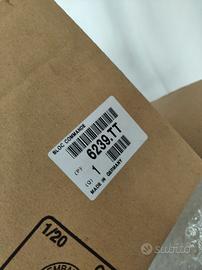 BLOC COMMANDE
(P) 6239.TT
(Q) 1
MADE IN GERMANY
1/20
subito